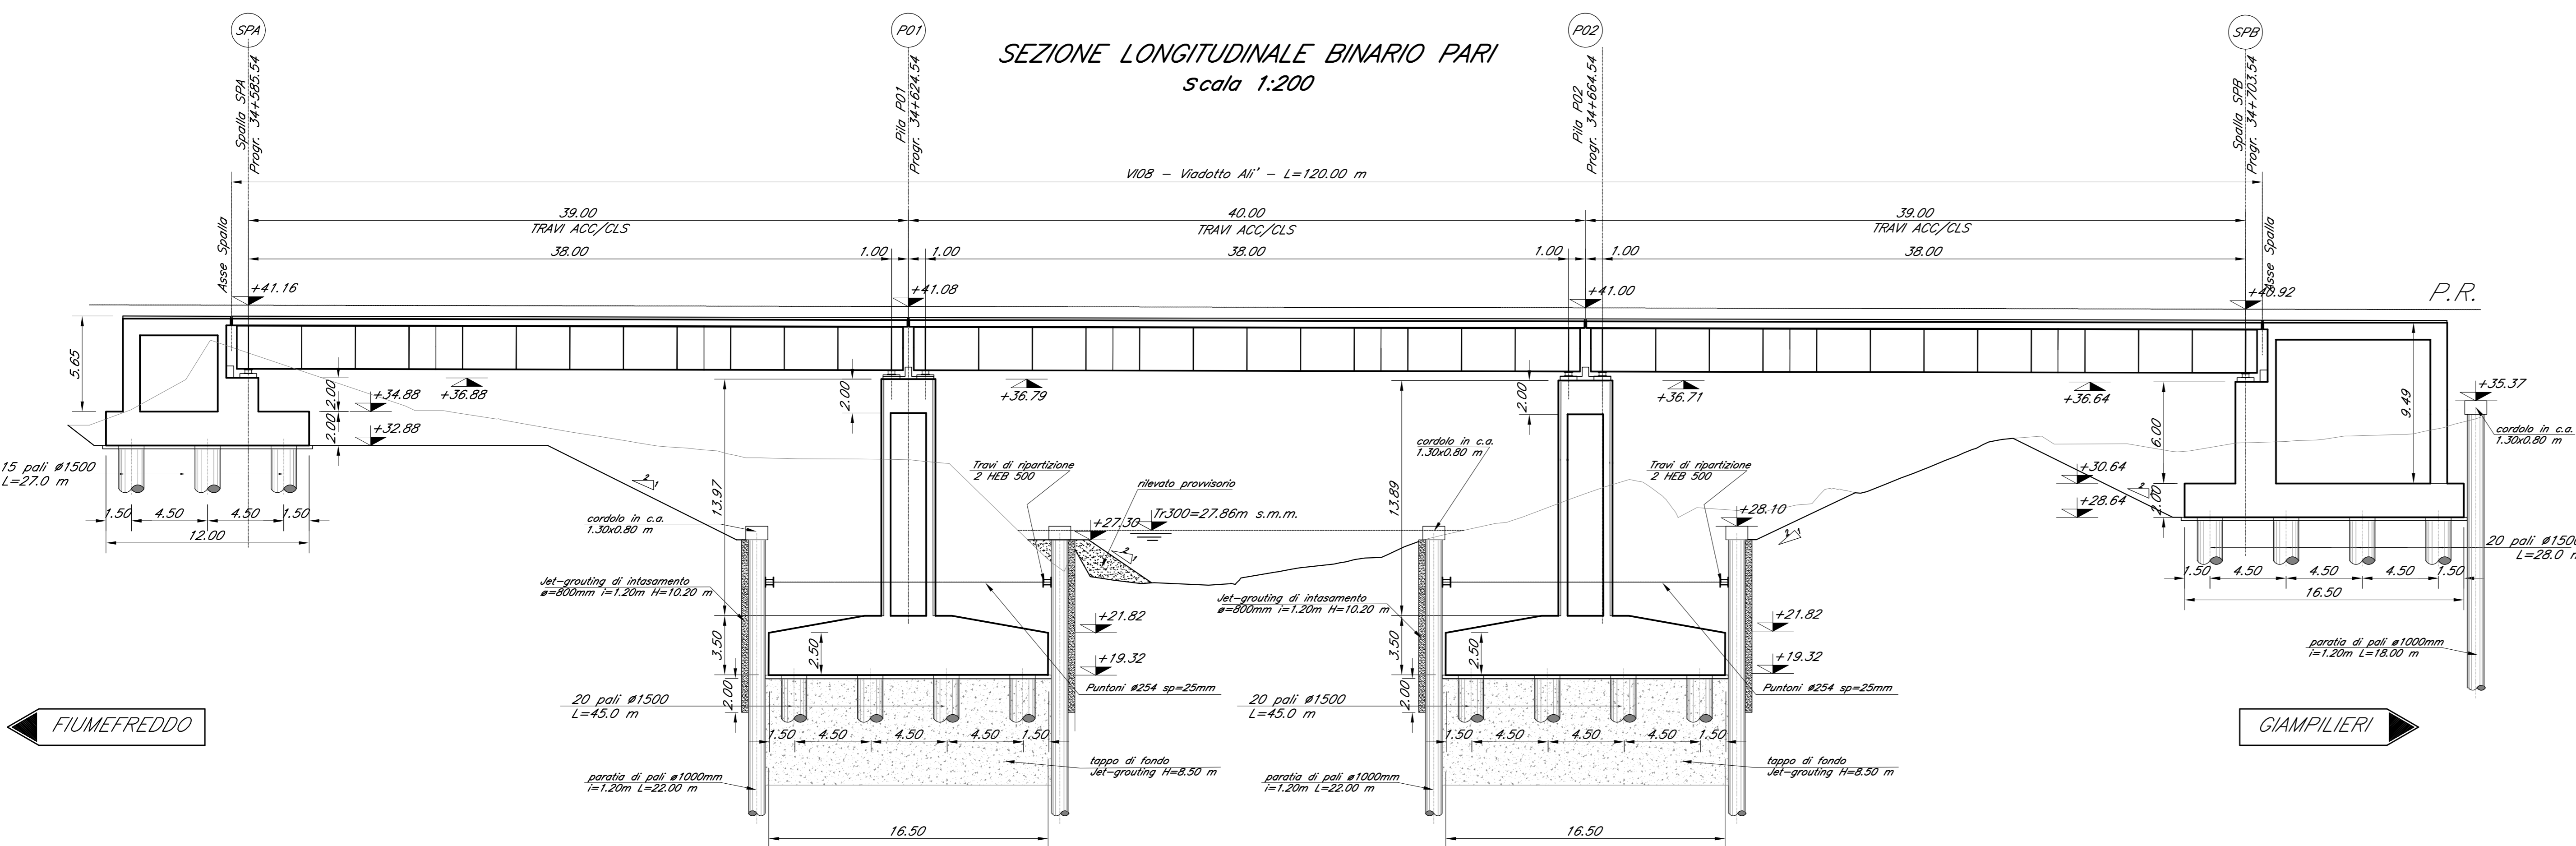 SPA
P01
P02
SPB
SEZIONE LONGITUDINALE BINARIO PARI
scala 1:200
Spalla SPA
Progr. 34+585.54
Pila P01
Progr. 34+624.54
Pila P02
Progr. 34+664.54
Spalla SPB
Progr. 34+703.54
VI08 - Viadotto Ali' - L=120.00 m
39.00
TRAVI ACC/CLS
40.00
TRAVI ACC/CLS
39.00
TRAVI ACC/CLS
38.00
1.00
1.00
38.00
1.00
1.00
38.00
Asse Spalla
Asse Spalla
+41.16
+41.08
+41.00
+40.92
P.R.
5.65
2.00
2.00
+34.88
+32.88
+36.88
2.00
+36.79
2.00
+36.71
+36.64
6.00
9.49
+35.37
cordolo in c.a.
1.30x0.80 m
15 pali ø1500
L=27.0 m
1.50
4.50
4.50
1.50
12.00
2
1
13.97
cordolo in c.a.
1.30x0.80 m
Travi di ripartizione
2 HEB 500
rilevato provvisorio
+27.30
Tr300=27.86m s.m.m.
2
1
cordolo in c.a.
1.30x0.80 m
13.89
Travi di ripartizione
2 HEB 500
+28.10
2
1
+30.64
+28.64
2
1
2.00
20 pali ø1500
L=28.0 m
1.50
4.50
4.50
4.50
1.50
16.50
Jet-grouting di intasamento
ø=800mm i=1.20m H=10.20 m
Jet-grouting di intasamento
ø=800mm i=1.20m H=10.20 m
3.50
2.50
+21.82
+19.32
2.00
3.50
2.50
+21.82
+19.32
2.00
paratia di pali ø1000mm
i=1.20m L=18.00 m
20 pali ø1500
L=45.0 m
Puntoni ø254 sp=25mm
20 pali ø1500
L=45.0 m
Puntoni ø254 sp=25mm
FIUMEFREDDO
GIAMPILIERI
1.50
4.50
4.50
4.50
1.50
1.50
4.50
4.50
4.50
1.50
paratia di pali ø1000mm
i=1.20m L=22.00 m
tappo di fondo
Jet-grouting H=8.50 m
paratia di pali ø1000mm
i=1.20m L=22.00 m
tappo di fondo
Jet-grouting H=8.50 m
16.50
16.50